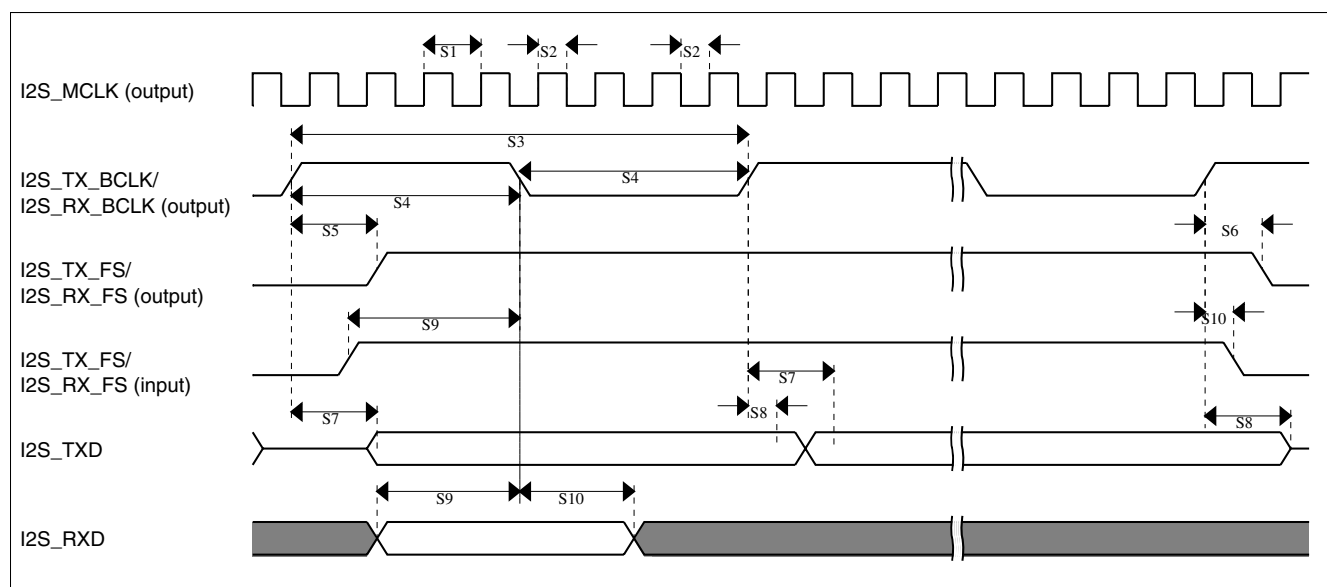 S1
S2
S2
I2S_MCLK (output)
S3
I2S_TX_BCLK/
I2S_RX_BCLK (output)
S4
S4
S5
S6
I2S_TX_FS/
I2S_RX_FS (output)
S9
S10
I2S_TX_FS/
I2S_RX_FS (input)
S7
S7
S8
S8
I2S_TXD
S9
S10
I2S_RXD